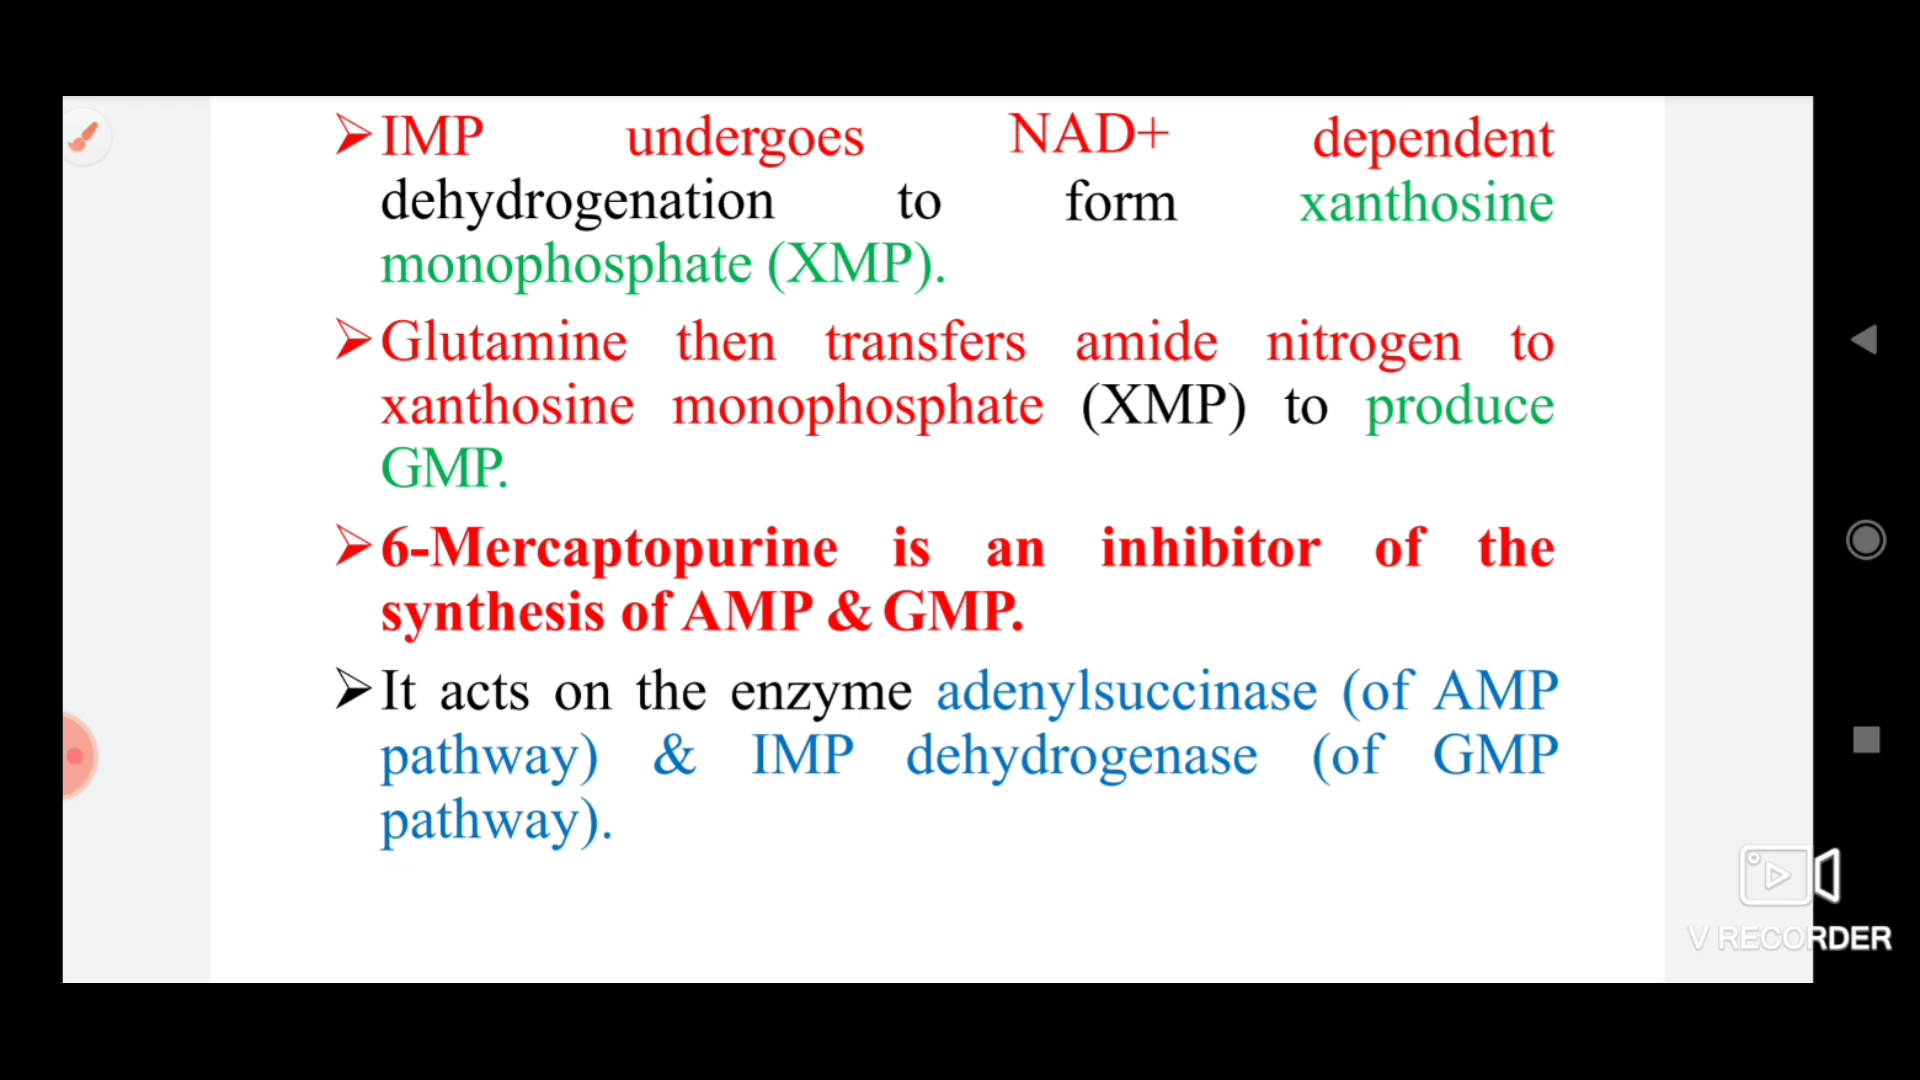 ➢IMP undergoes NAD+ dependent
dehydrogenation to form xanthosine
monophosphate (XMP).
➢Glutamine then transfers amide nitrogen to
xanthosine monophosphate (XMP) to produce
GMP.
➢6-Mercaptopurine is an inhibitor of the
synthesis of AMP & GMP.
➢It acts on the enzyme adenylsuccinase (of AMP
pathway) & IMP dehydrogenase (of GMP
pathway).
V RECORDER